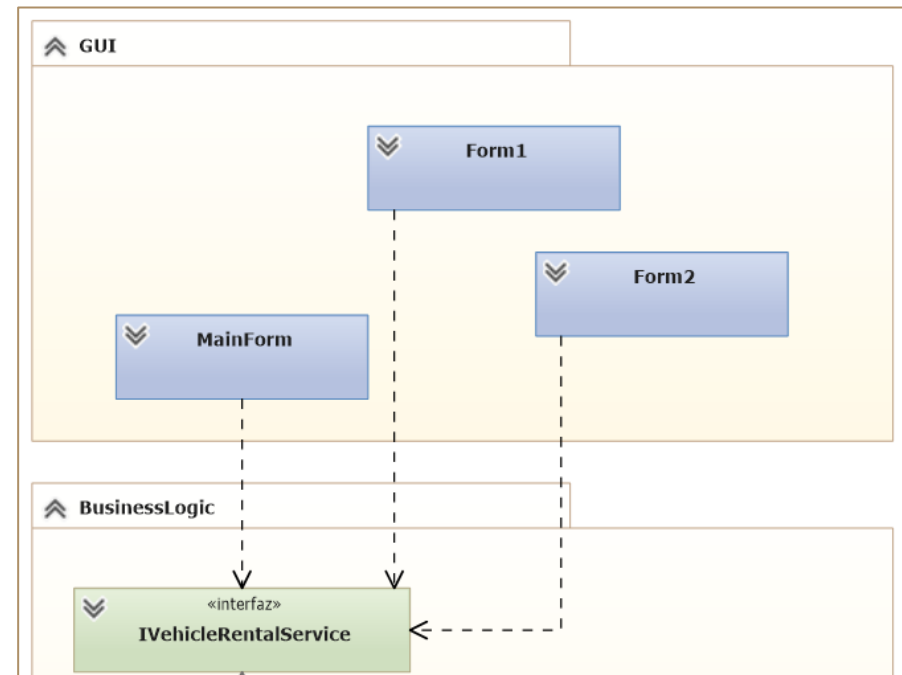 GUI
Form1
Form2
MainForm
BusinessLogic
«interfaz»
IVehicleRentalService